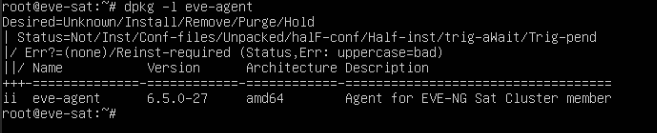 root@eve-sat:~# dpkg -l eve-agent
Desired=Unknown/Install/Remove/Purge/Hold
| Status=Not/Inst/Conf-files/Unpacked/halF-conf/Half-inst/trig-aWait/Trig-pend
|/ Err?=(none)/Reinst-required (Status,Err: uppercase=bad)
||/ Name           Version      Architecture Description
+++-==============-============-============-=================================
ii  eve-agent      6.5.0-27     amd64        Agent for EVE-NG Sat Cluster member
root@eve-sat:~#